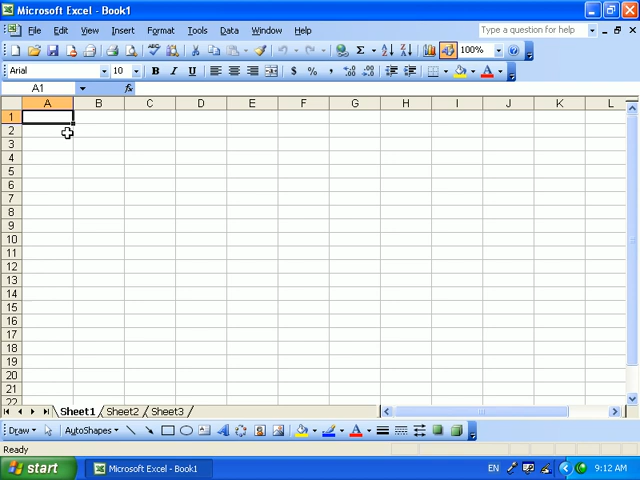 Microsoft Excel - Book1
File Edit View Insert Format Tools Data Window Help
Type a question for help
100%
Arial 10 B I U $ % ,
A1 fx
A B C D E F G H I J K L
1
2
3
4
5
6
7
8
9
10
11
12
13
14
15
16
17
18
19
20
21
22
Sheet1 Sheet2 Sheet3
Draw AutoShapes
Ready
start Microsoft Excel - Book1 EN 9:12 AM